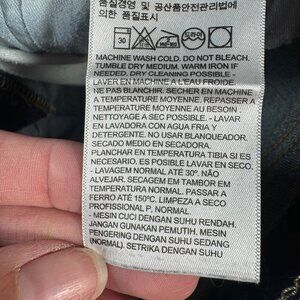 품질경영 및 공산품안전관리법에
의한 품질표시
30
MACHINE WASH COLD. DO NOT BLEACH.
TUMBLE DRY MEDIUM. WARM IRON IF
NEEDED. DRY CLEANING POSSIBLE -
LAVER EN MACHINE A L'EAU FROIDE.
NE PAS BLANCHIR. SECHER EN MACHINE A
A TEMPERATURE MOYENNE. REPASSER A
TEMPERATURE MOYENNE AU BESOIN
NETTOYAGE A SEC POSSIBLE. - LAVAR
EN LAVADORA CON AGUA FRIA Y
DETERGENTE. NO USAR BLANQUEADOR.
SECADO MEDIO EN SECADORA.
PLANCHAR EN TEMPERATURA TIBIA SI ES
NECESARIO. ES POSIBLE LAVAR EN SECO.
- LAVAGEM NORMAL ATÉ 30º. NÃO
ALVEJAR. SECAGEM EM TAMBOR EM
TEMPERATURA NORMAL. PASSAR A
FERRO ATÉ 150ºC. LIMPEZA A SECO
PROFISSIONAL P, NORMAL.
MESIN CUCI DENGAN SUHU RENDAH.
JANGAN GUNAKAN PEMUTIH. MESIN
PENGERING DENGAN SUHU SEDANG
(NORMAL). SETRIKA DENGAN SUHU